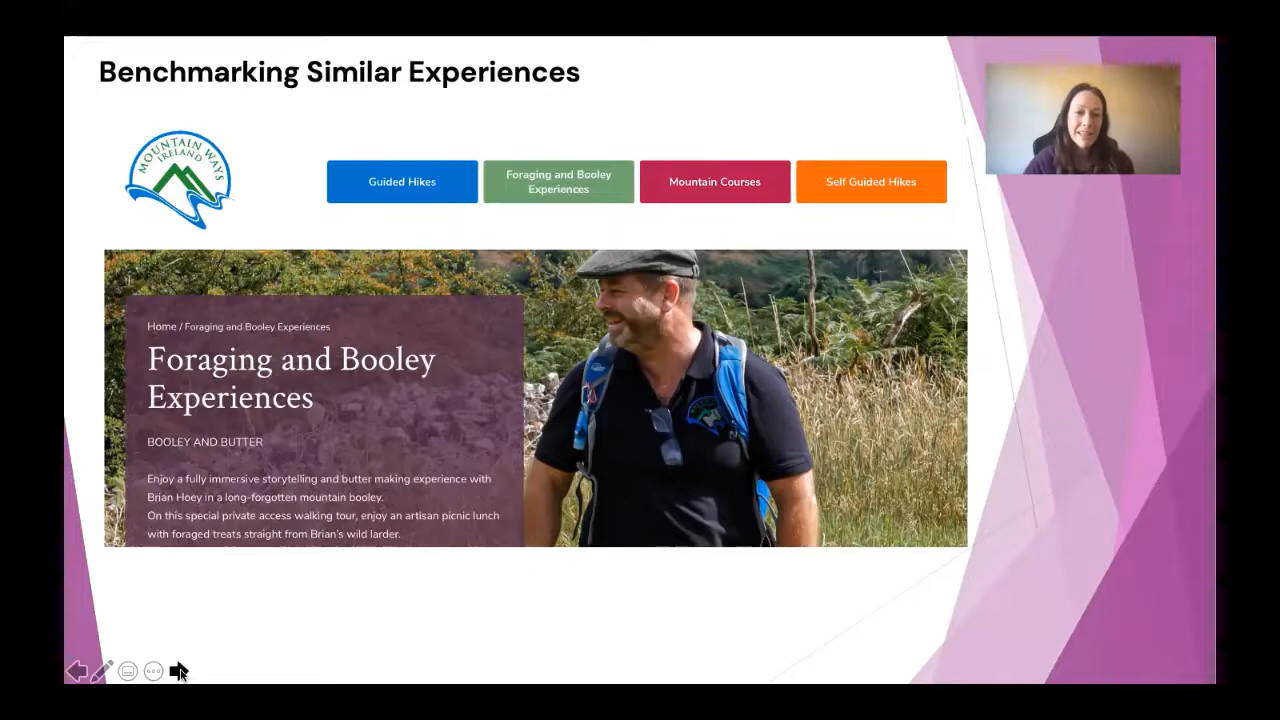 Benchmarking Similar Experiences
MOUNTAIN WAYS
IRELAND
Guided Hikes
Foraging and Booley
Experiences
Mountain Courses
Self Guided Hikes
Home / Foraging and Booley Experiences
Foraging and Booley
Experiences
BOOLEY AND BUTTER
Enjoy a fully immersive storytelling and butter making experience with
Brian Hoey in a long-forgotten mountain booley.
On this special private access walking tour, enjoy an artisan picnic lunch
with foraged treats straight from Brian's wild larder.